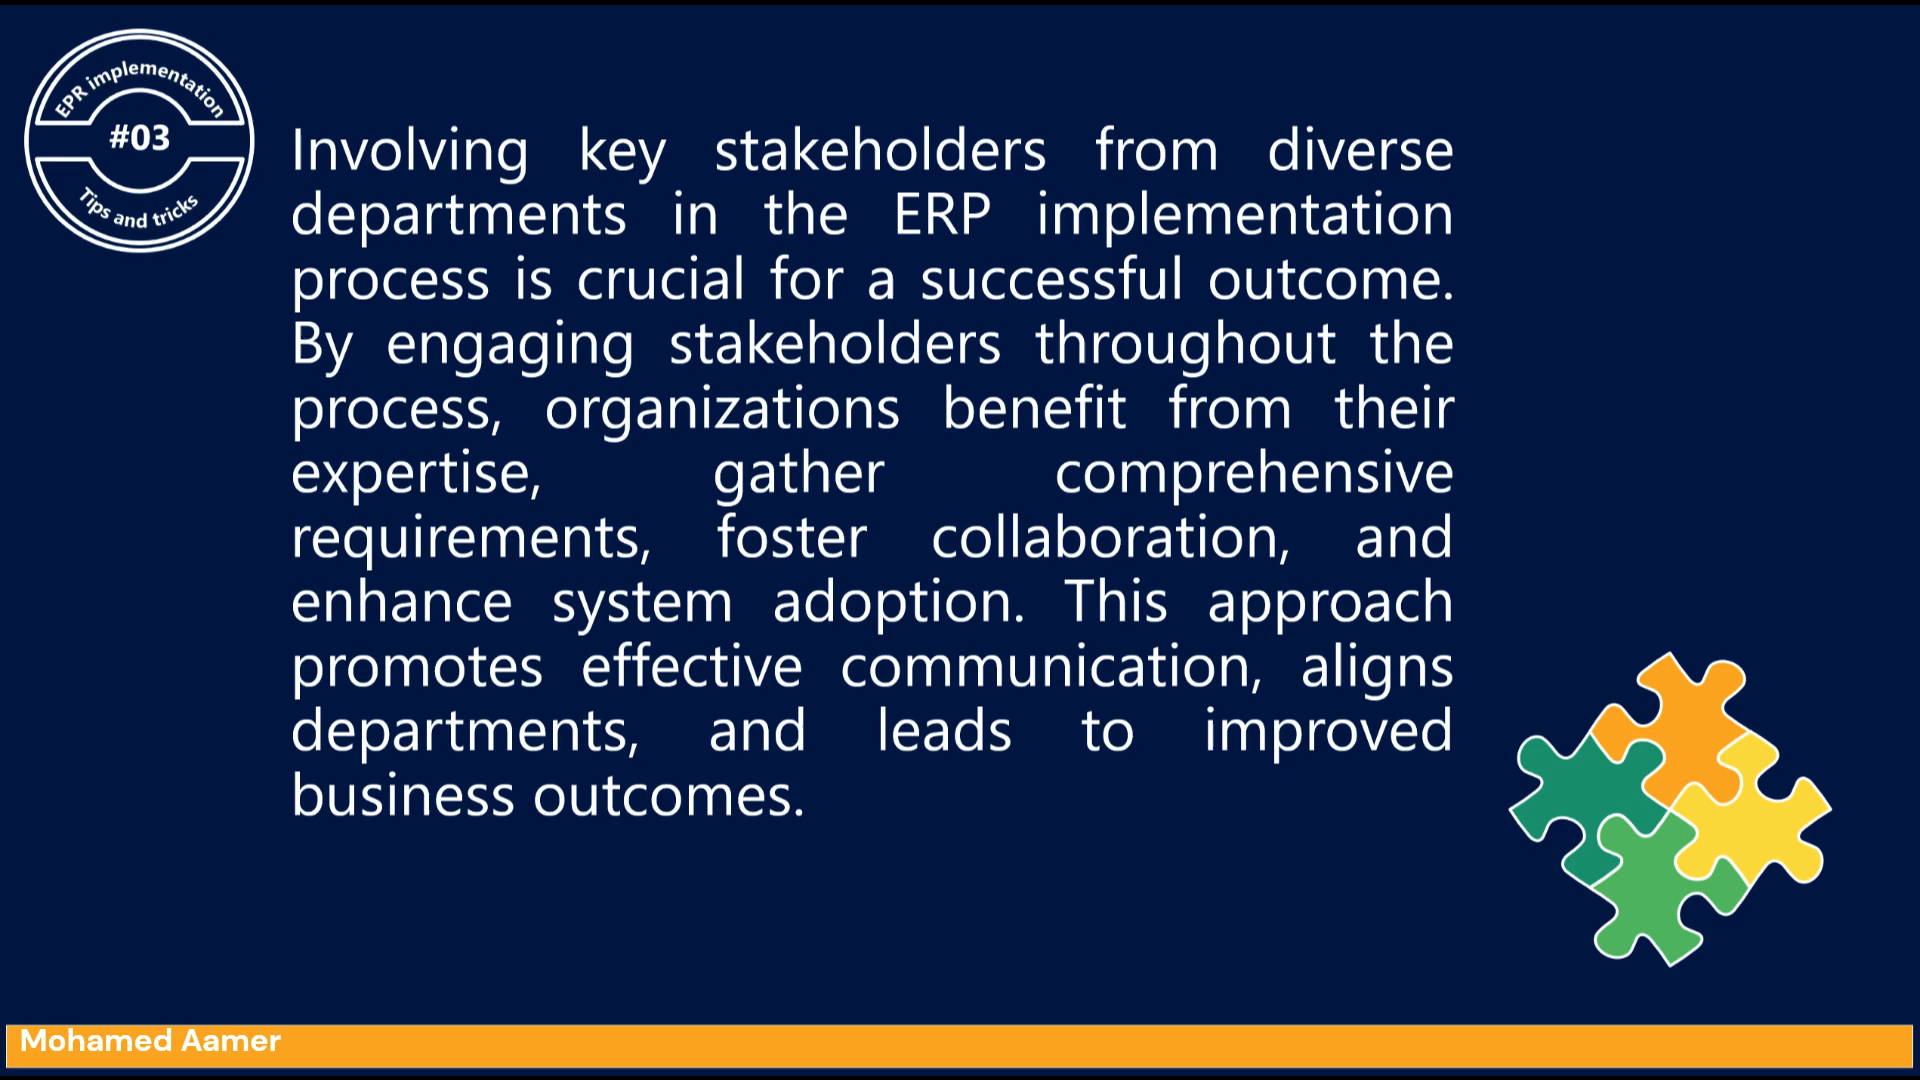 EPR implementation
#03
Tips and tricks
Involving key stakeholders from diverse
departments in the ERP implementation
process is crucial for a successful outcome.
By engaging stakeholders throughout the
process, organizations benefit from their
expertise, gather comprehensive
requirements, foster collaboration, and
enhance system adoption. This approach
promotes effective communication, aligns
departments, and leads to improved
business outcomes.
Mohamed Aamer